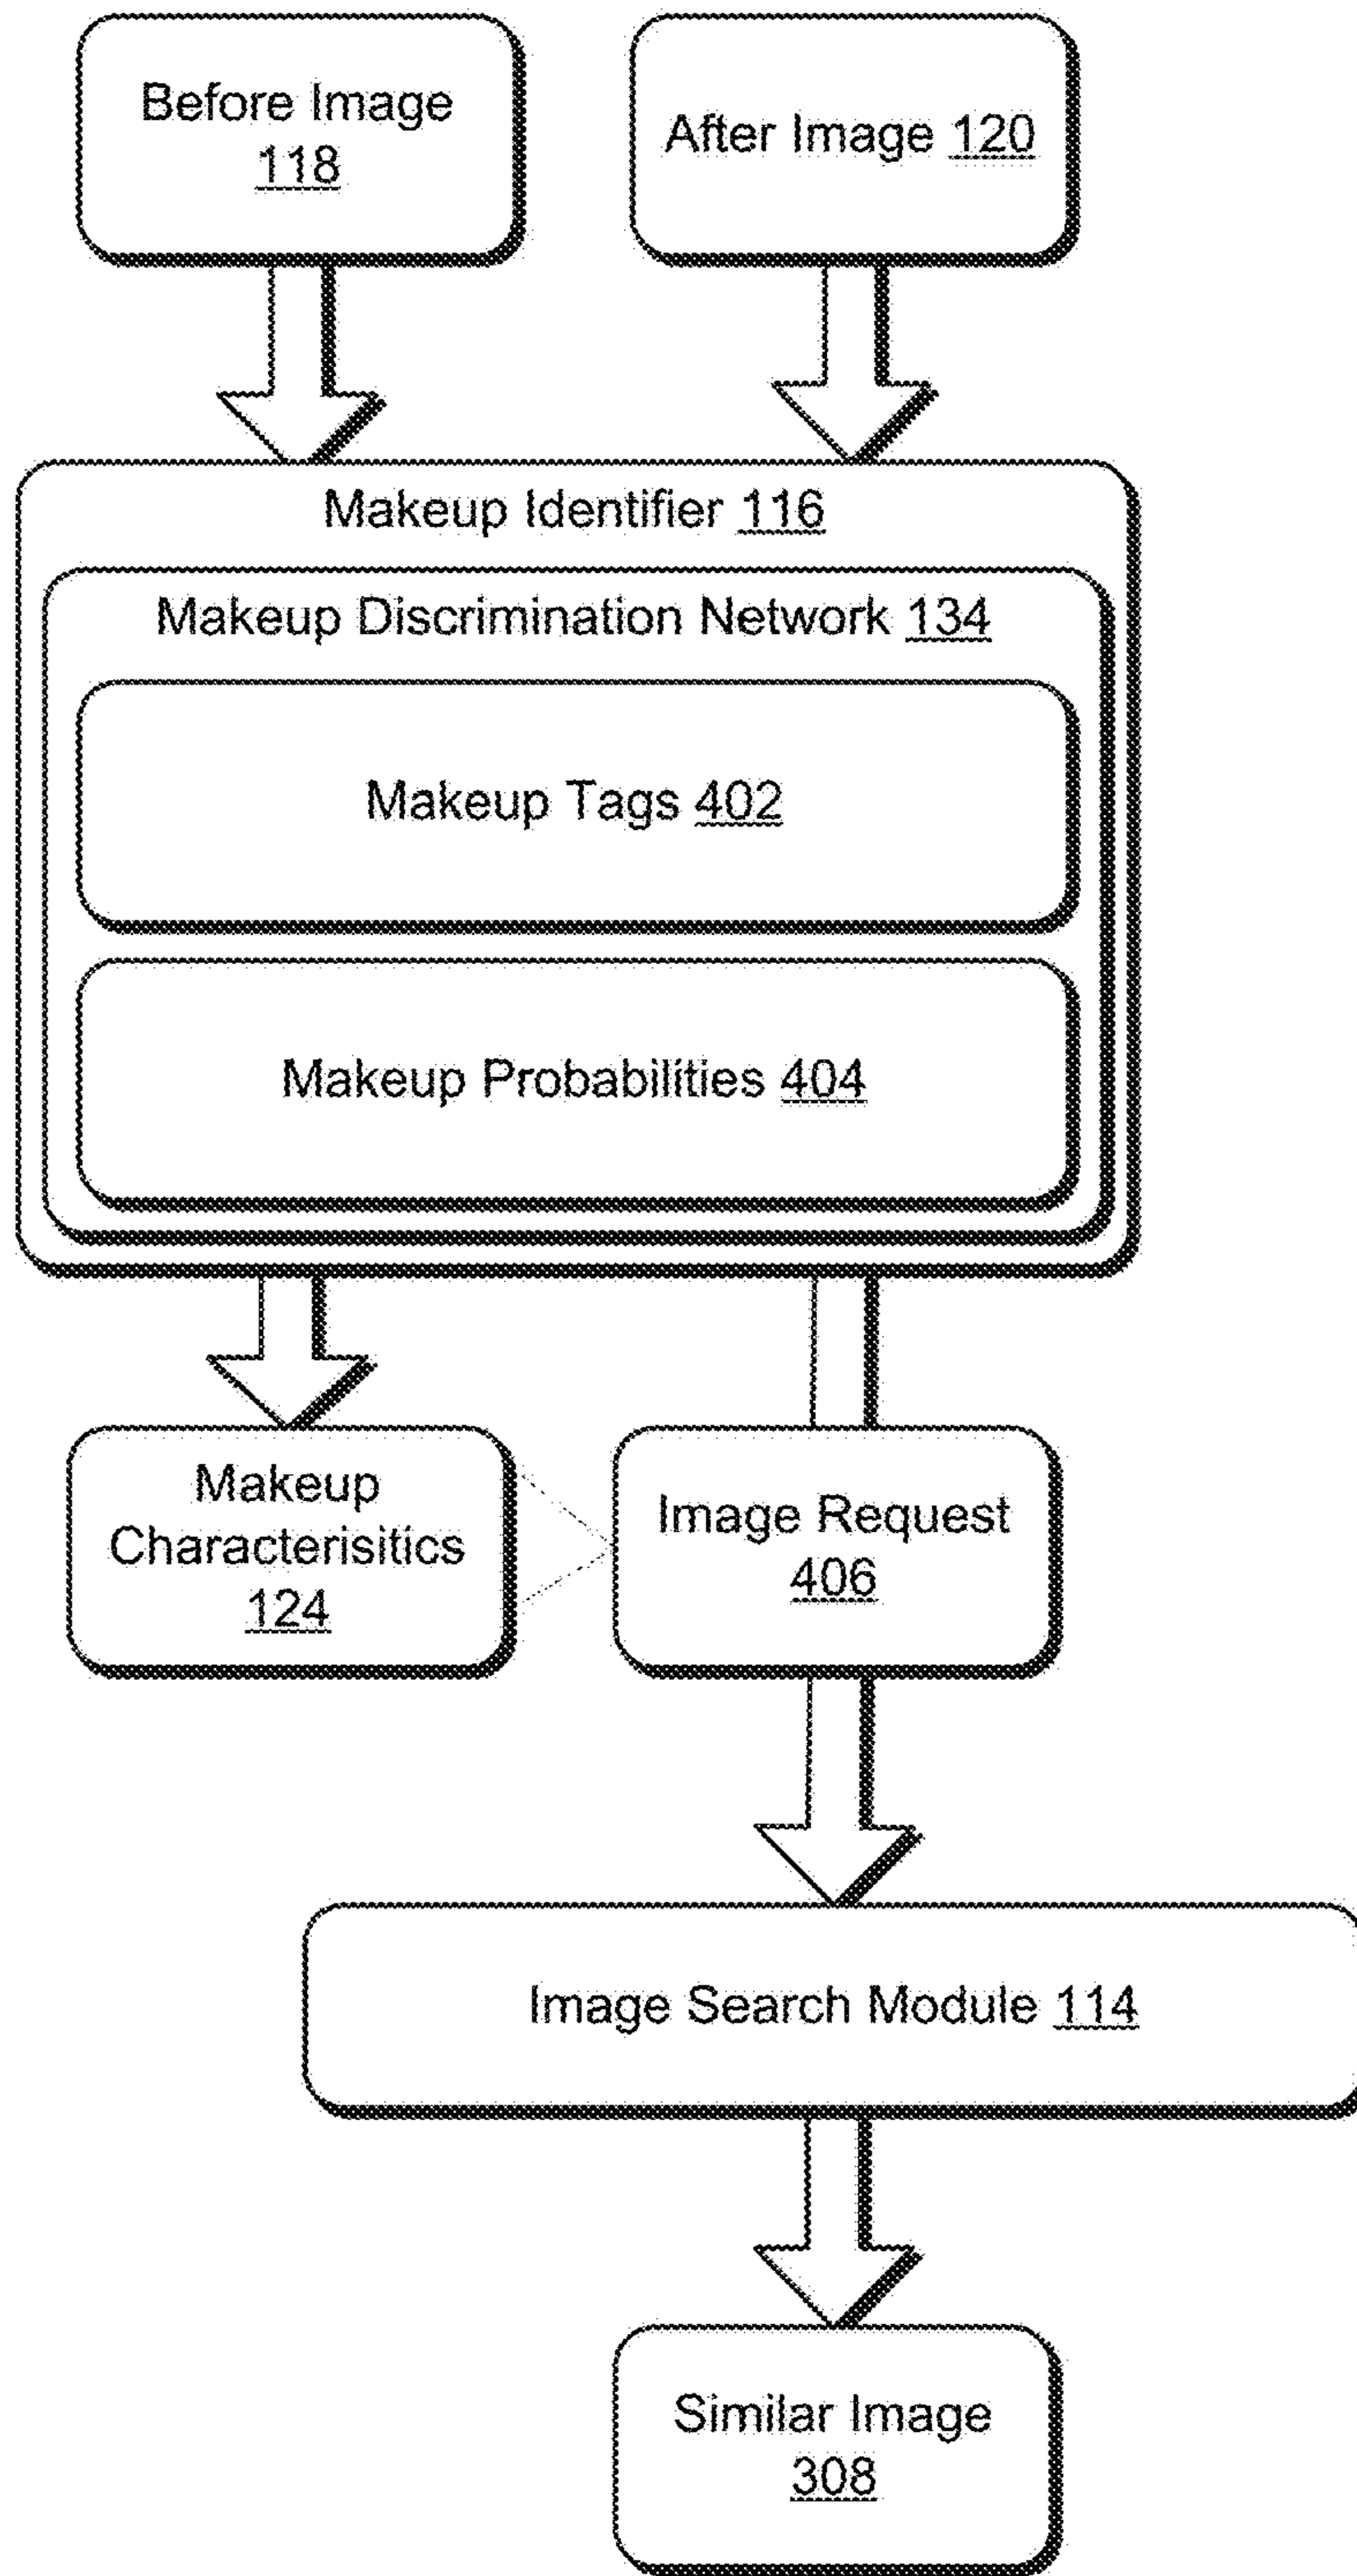 Before Image
118
After Image 120
Makeup Identifier 116
Makeup Discrimination Network 134
Makeup Tags 402
Makeup Probabilities 404
Makeup
Characterisitics
124
Image Request
406
Image Search Module 114
Similar Image
308